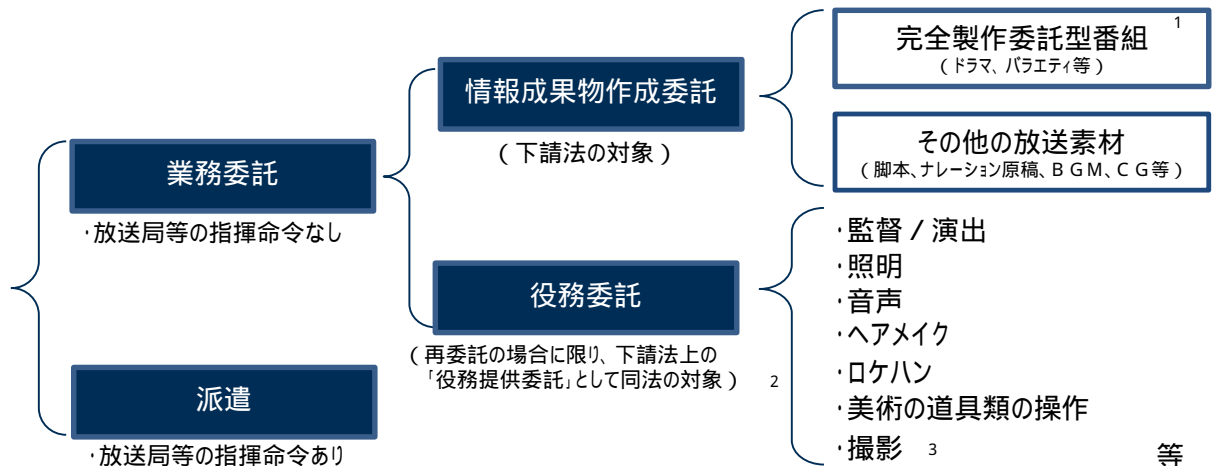 業務委託
・放送局等の指揮命令なし
派遣
・放送局等の指揮命令あり
情報成果物作成委託
（下請法の対象）
役務委託
（再委託の場合に限り、下請法上の
「役務提供委託」として同法の対象） 2
完全製作委託型番組 1
（ドラマ、バラエティ等）
その他の放送素材
（脚本、ナレーション原稿、ＢＧＭ、ＣＧ等）
・監督／演出
・照明
・音声
・ヘアメイク
・ロケハン
・美術の道具類の操作
・撮影 3 等